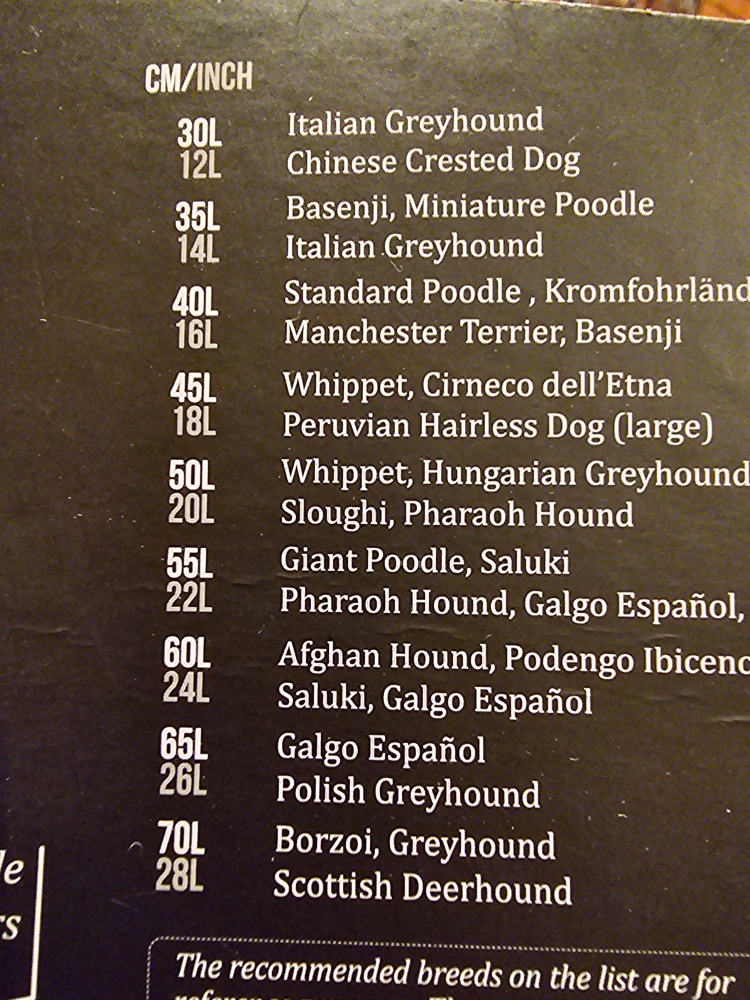 CM/INCH
30L Italian Greyhound
12L Chinese Crested Dog
35L Basenji, Miniature Poodle
14L Italian Greyhound
40L Standard Poodle , Kromfohrländ
16L Manchester Terrier, Basenji
45L Whippet, Cirneco dell'Etna
18L Peruvian Hairless Dog (large)
50L Whippet, Hungarian Greyhound
20L Sloughi, Pharaoh Hound
55L Giant Poodle, Saluki
22L Pharaoh Hound, Galgo Español,
60L Afghan Hound, Podengo Ibicenc
24L Saluki, Galgo Español
65L Galgo Español
26L Polish Greyhound
70L Borzoi, Greyhound
28L Scottish Deerhound
The recommended breeds on the list are for